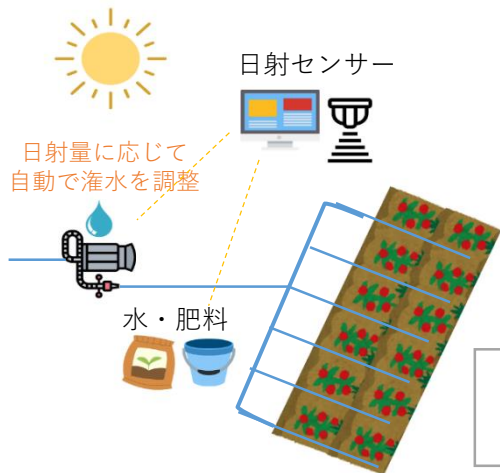 日射センサー
日射量に応じて
自動で潅水を調整
水・肥料